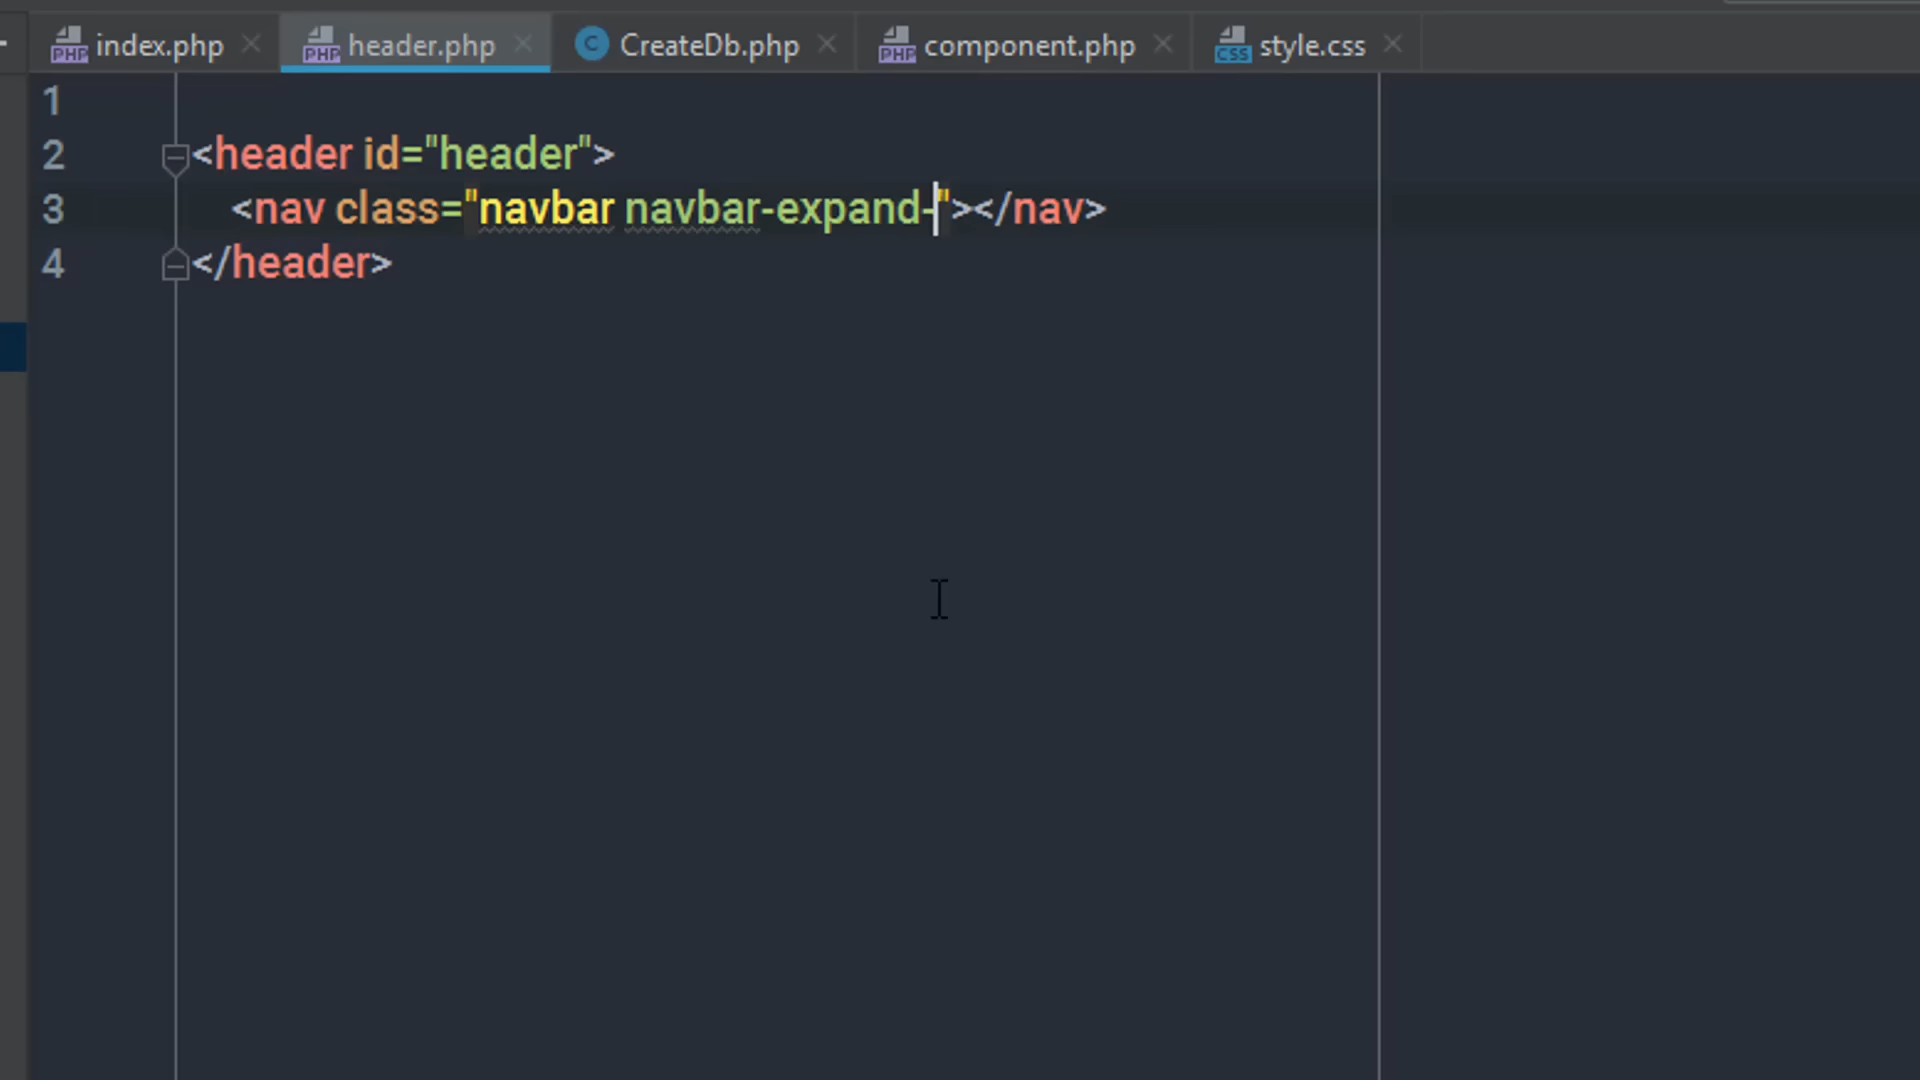 index.php header.php CreateDb.php component.php style.css
1
2 <header id="header">
3 <nav class="navbar navbar-expand-"></nav>
4 </header>